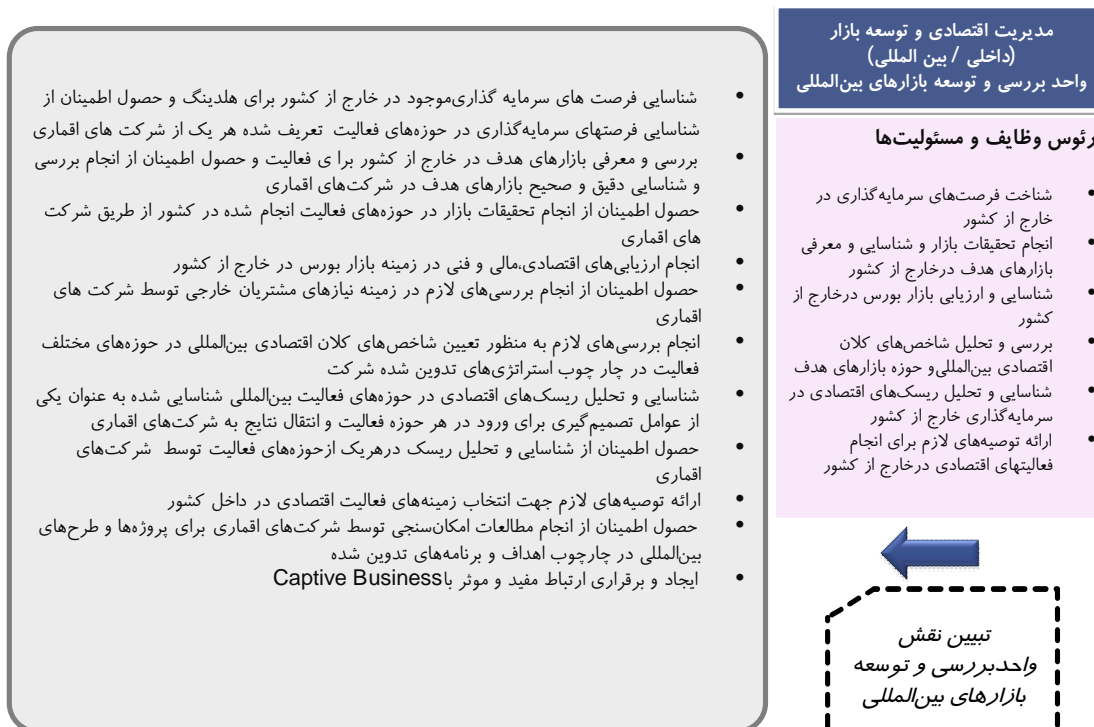 مدیریت اقتصادی و توسعه بازار
(داخلی / بین المللی)
واحد بررسی و توسعه بازارهای بین‌المللی
رئوس وظایف و مسئولیت‌ها
• شناخت فرصت‌های سرمایه گذاری در
خارج از کشور
• انجام تحقیقات بازار و شناسایی و معرفی
بازارهای هدف درخارج از کشور
• شناسایی و ارزیابی بازار بورس درخارج از
کشور
• بررسی و تحلیل شاخص‌های کلان
اقتصادی بین‌المللیو حوزه بازارهای هدف
• شناسایی و تحلیل ریسک‌های اقتصادی در
سرمایه‌گذاری خارج از کشور
• ارائه توصیه‌های لازم برای انجام
فعالیتهای اقتصادی درخارج از کشور
تبیین نقش
واحدبررسی و توسعه
بازارهای بین‌المللی
• شناسایی فرصت های سرمایه گذاری‌موجود در خارج از کشور برای هلدینگ و حصول اطمینان از
شناسایی فرصتهای سرمایه‌گذاری در حوزه‌های فعالیت تعریف شده هر یک از شرکت های اقماری
• بررسی و معرفی بازارهای هدف در خارج از کشور برا ی فعالیت و حصول اطمینان از انجام بررسی
و شناسایی دقیق و صحیح بازارهای هدف در شرکت‌های اقماری
• حصول اطمینان از انجام تحقیقات بازار در حوزه‌های فعالیت انجام شده در کشور از طریق شرکت
های اقماری
• انجام ارزیابی‌های اقتصادی،مالی و فنی در زمینه بازار بورس در خارج از کشور
• حصول اطمینان از انجام بررسی‌های لازم در زمینه نیازهای مشتریان خارجی توسط شرکت های
اقماری
• انجام بررسی‌های لازم به منظور تعیین شاخص‌های کلان اقتصادی بین‌المللی در حوزه‌های مختلف
فعالیت در چار چوب استراتژی‌های تدوین شده شرکت
• شناسایی و تحلیل ریسک‌های اقتصادی در حوزه‌های فعالیت بین‌المللی شناسایی شده به عنوان یکی
از عوامل تصمیم‌گیری برای ورود در هر حوزه فعالیت و انتقال نتایج به شرکت‌های اقماری
• حصول اطمینان از شناسایی و تحلیل ریسک درهریک ازحوزه‌های فعالیت توسط شرکت‌های
اقماری
• ارائه توصیه‌های لازم جهت انتخاب زمینه‌های فعالیت اقتصادی در داخل کشور
• حصول اطمینان از انجام مطالعات امکان‌سنجی توسط شرکت‌های اقماری برای پروژه‌ها و طرح‌های
بین‌المللی در چارچوب اهداف و برنامه‌های تدوین شده
• ایجاد و برقراری ارتباط مفید و موثر باCaptive Business